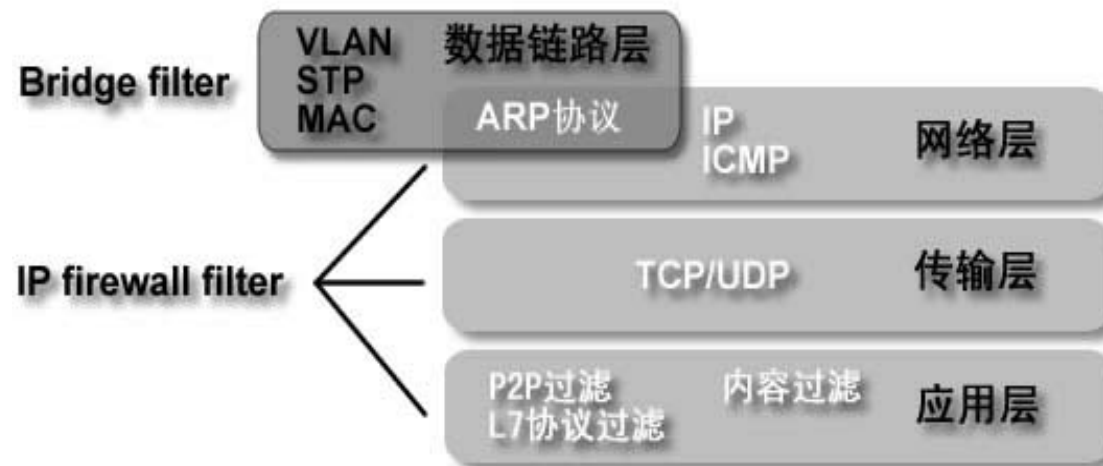 Bridge filter
VLAN 数据链路层
STP
MAC
ARP协议
IP
ICMP
网络层
IP firewall filter
TCP/UDP
传输层
P2P过滤
L7协议过滤
内容过滤
应用层